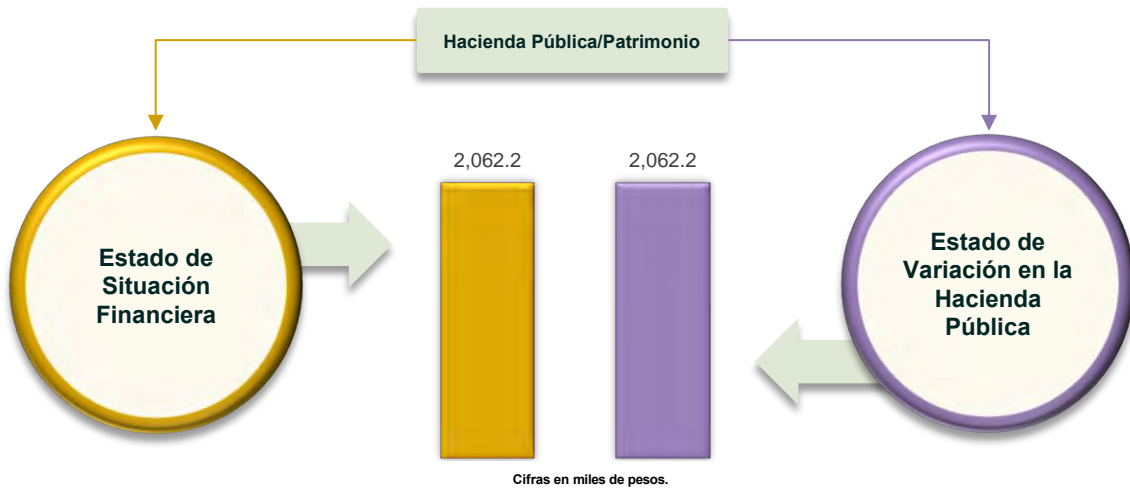 Hacienda Pública/Patrimonio
2,062.2
2,062.2
Estado de
Situación
Financiera
Estado de
Variación en la
Hacienda
Pública
Cifras en miles de pesos.